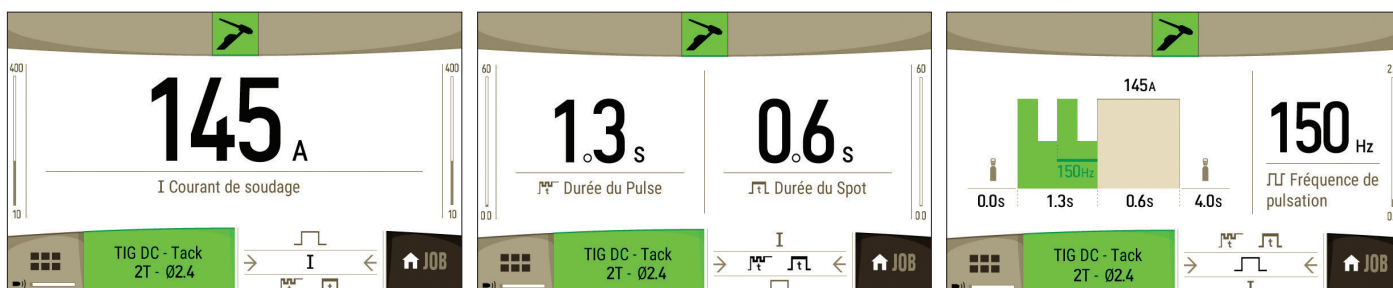 400
400
145 A
I Courant de soudage
10
10
TIG DC - Tack
2T - Ø2.4
I
JOB
60
60
1.3 s
0.6 s
t Durée du Pulse
t Durée du Spot
0.0
0.0
TIG DC - Tack
2T - Ø2.4
I
t t
JOB
145A
150Hz
0.0s 1.3s 0.6s 4.0s
150 Hz
Fréquence de
pulsation
TIG DC - Tack
2T - Ø2.4
t t
I
JOB